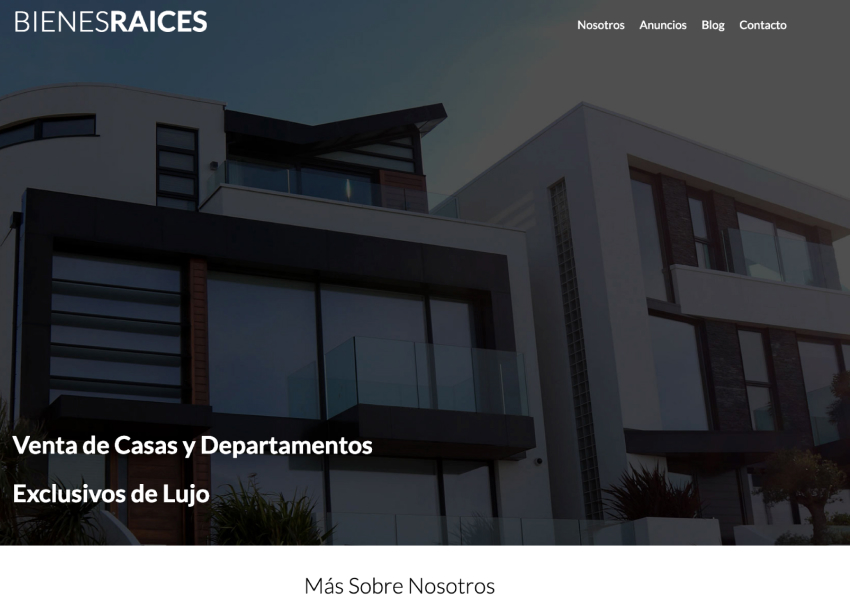 BIENESRAICES
Nosotros Anuncios Blog Contacto
Venta de Casas y Departamentos
Exclusivos de Lujo
Más Sobre Nosotros